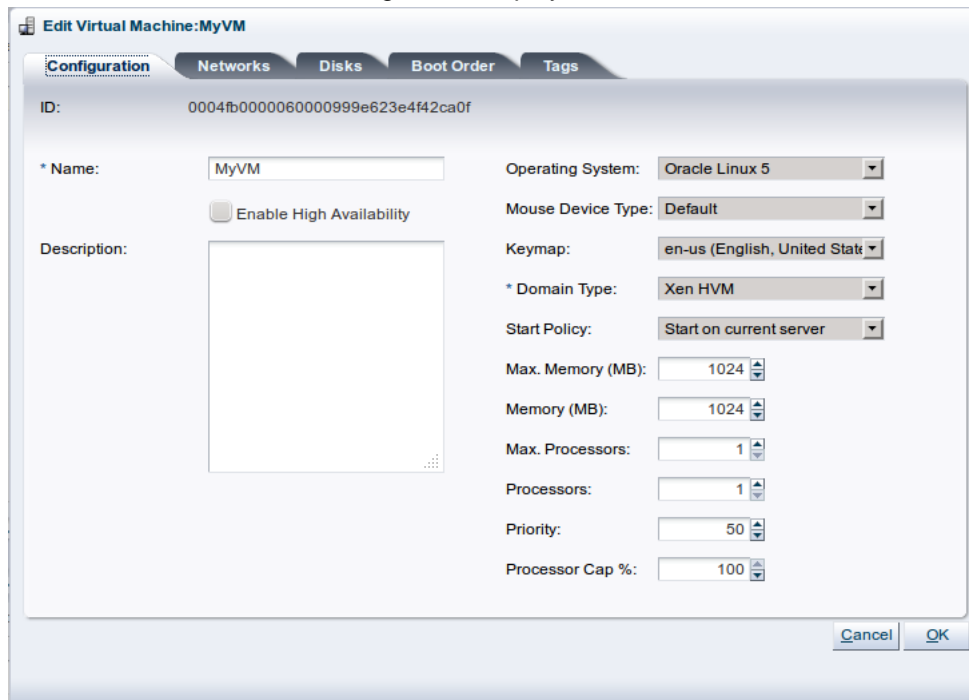 Edit Virtual Machine:MyVM
Configuration Networks Disks Boot Order Tags
ID: 0004fb0000060000999e623e4f42ca0f
* Name: MyVM
Enable High Availability
Description:
Operating System: Oracle Linux 5
Mouse Device Type: Default
Keymap: en-us (English, United State
* Domain Type: Xen HVM
Start Policy: Start on current server
Max. Memory (MB): 1024
Memory (MB): 1024
Max. Processors: 1
Processors: 1
Priority: 50
Processor Cap %: 100
Cancel OK